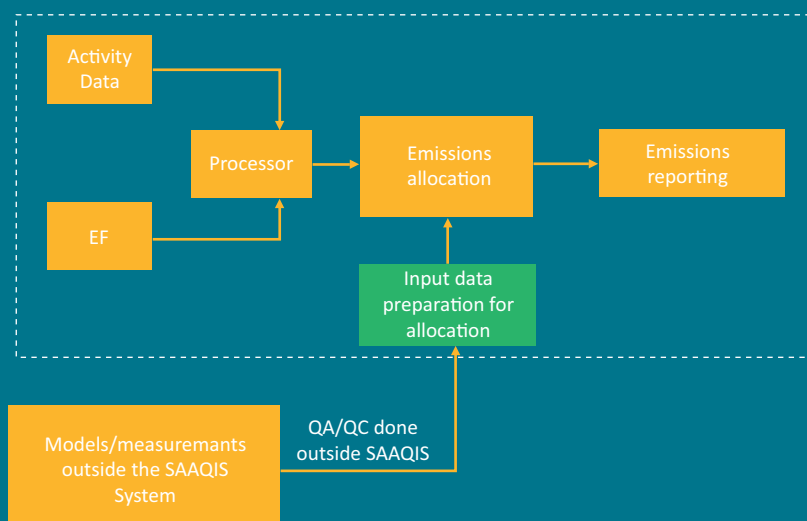 Activity
Data
Processor
Emissions
allocation
Emissions
reporting
EF
Input data
preparation for
allocation
QA/QC done
outside SAAQIS
Models/measuremants
outside the SAAQIS
System